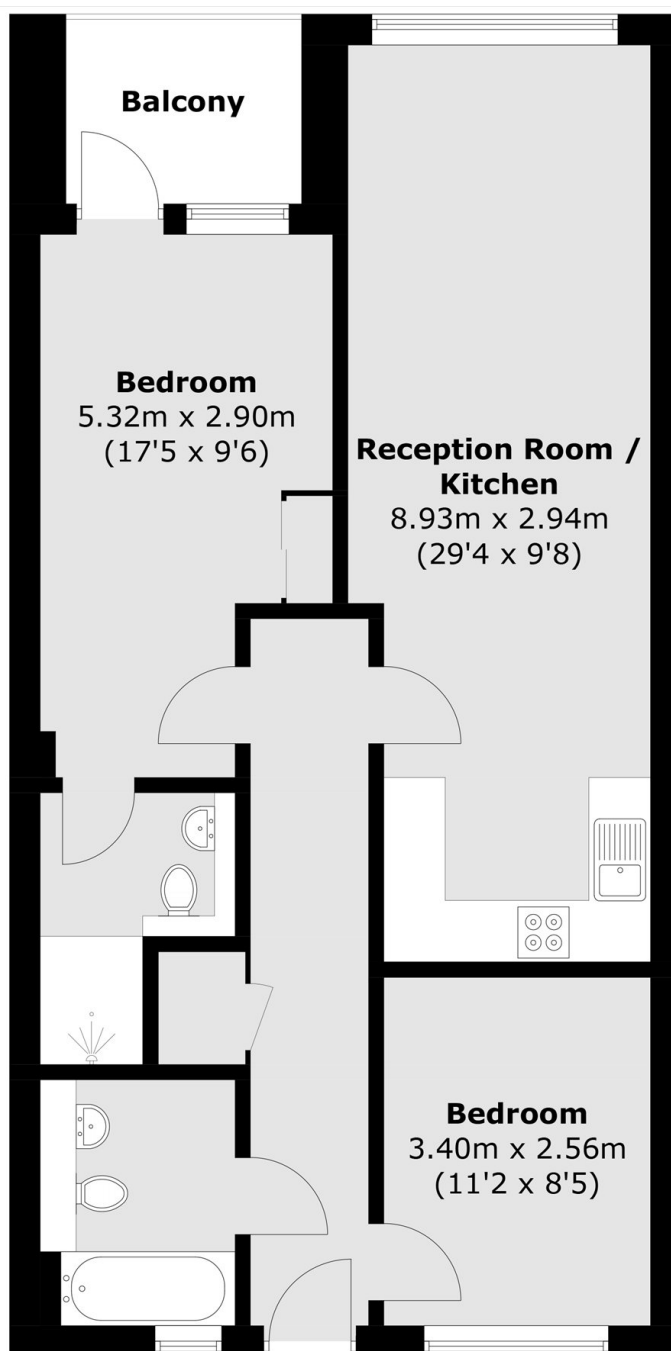 Balcony
Bedroom
5.32m x 2.90m
(17'5 x 9'6)
Reception Room /
Kitchen
8.93m x 2.94m
(29'4 x 9'8)
Bedroom
3.40m x 2.56m
(11'2 x 8'5)